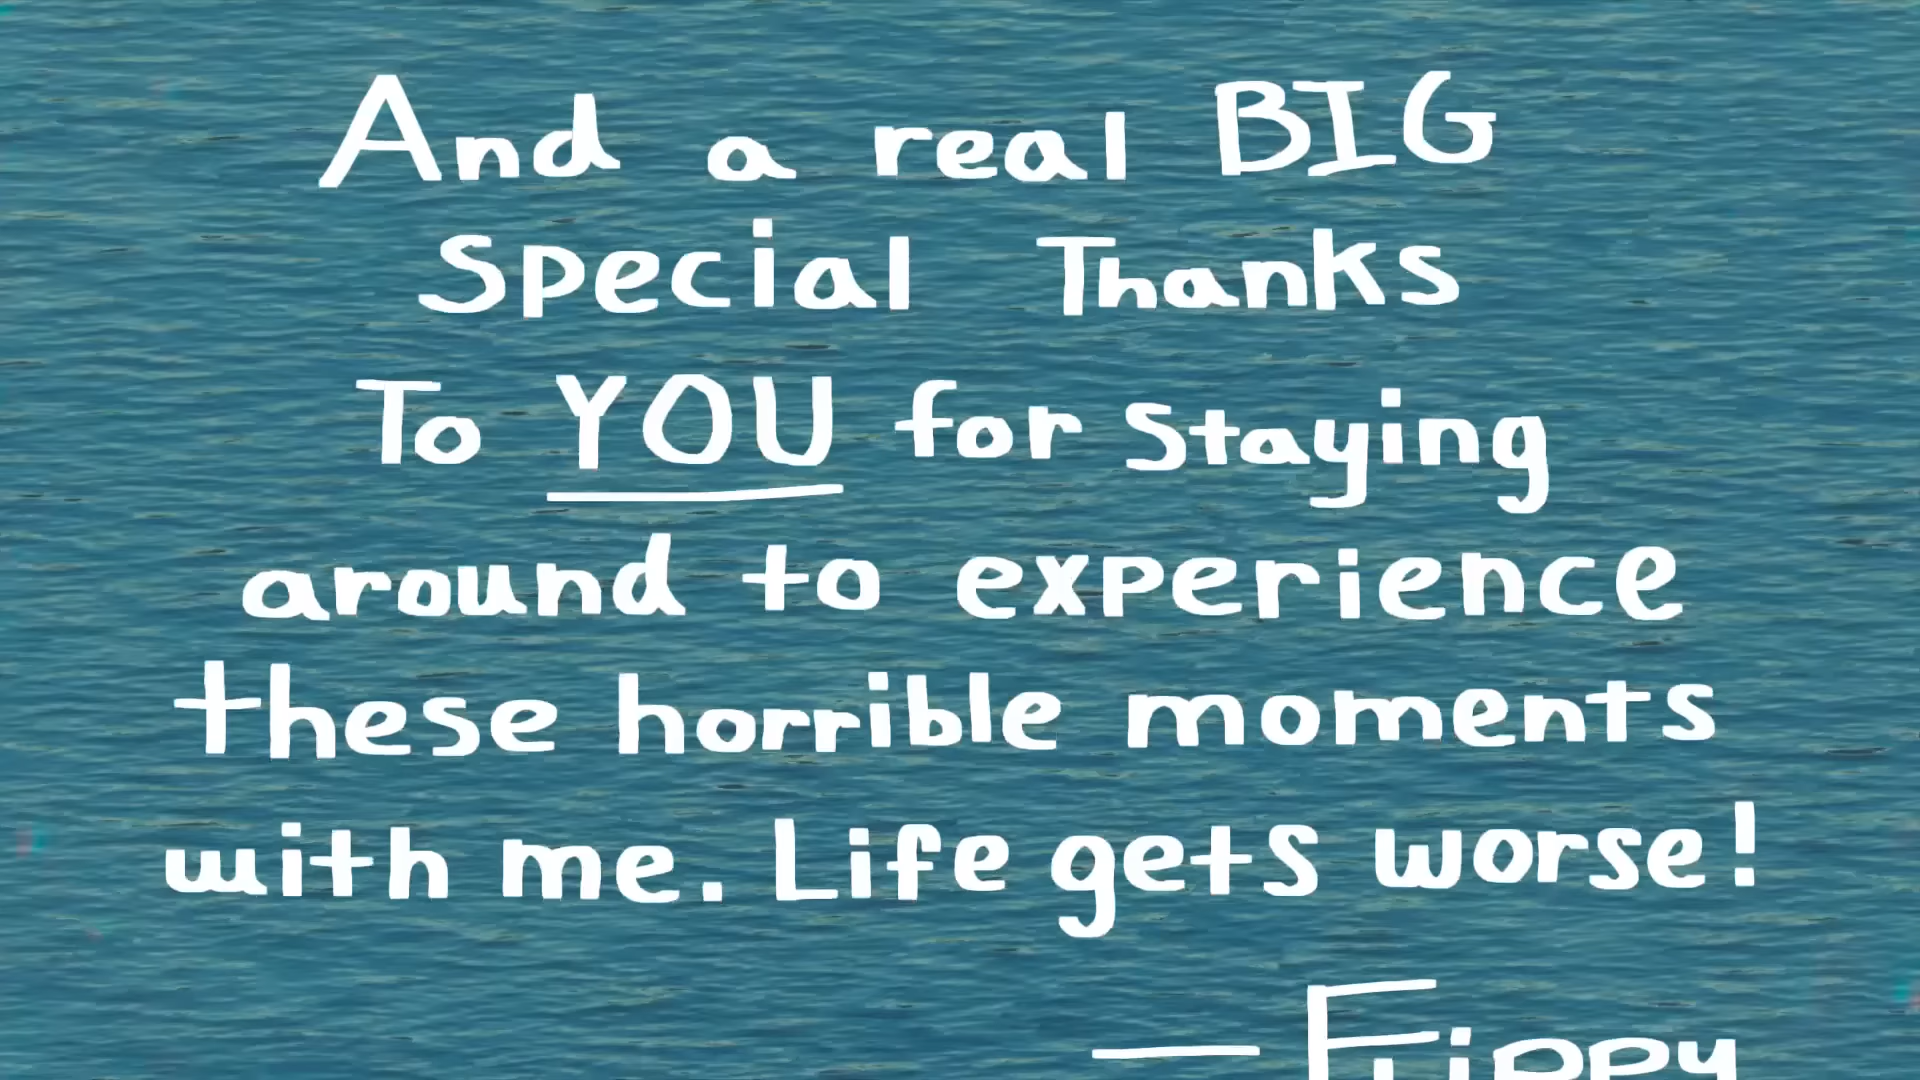 And a real BIG
Special Thanks
To YOU for Staying
around to experience
these horrible moments
with me. Life gets worse!
— Flippy